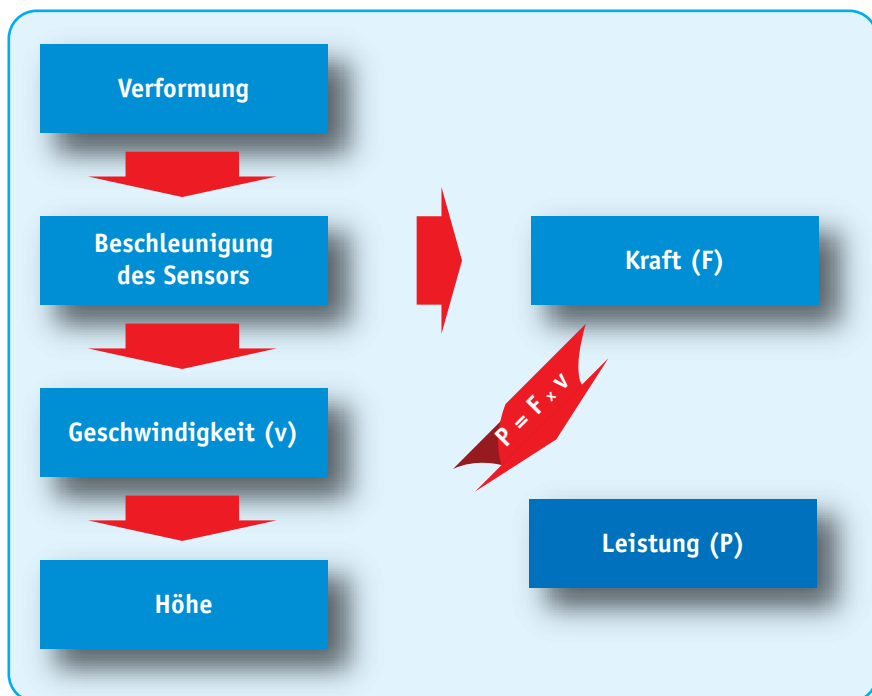 Verformung
Beschleunigung
des Sensors
Kraft (F)
P = F x v
Geschwindigkeit (v)
Leistung (P)
Höhe